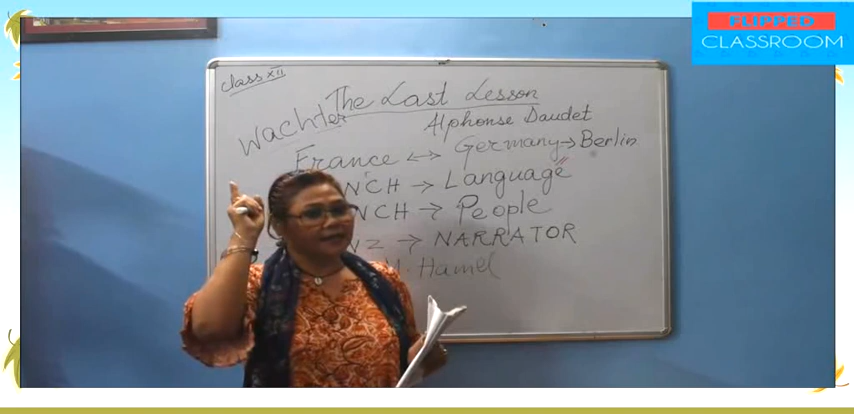 FLIPPED
CLASSROOM
Class XII
The Last Lesson
Alphonse Daudet
Wachter
France ↔ Germany → Berlin
NCH → Language
NCH → People
NZ → NARRATOR
M. Hamel